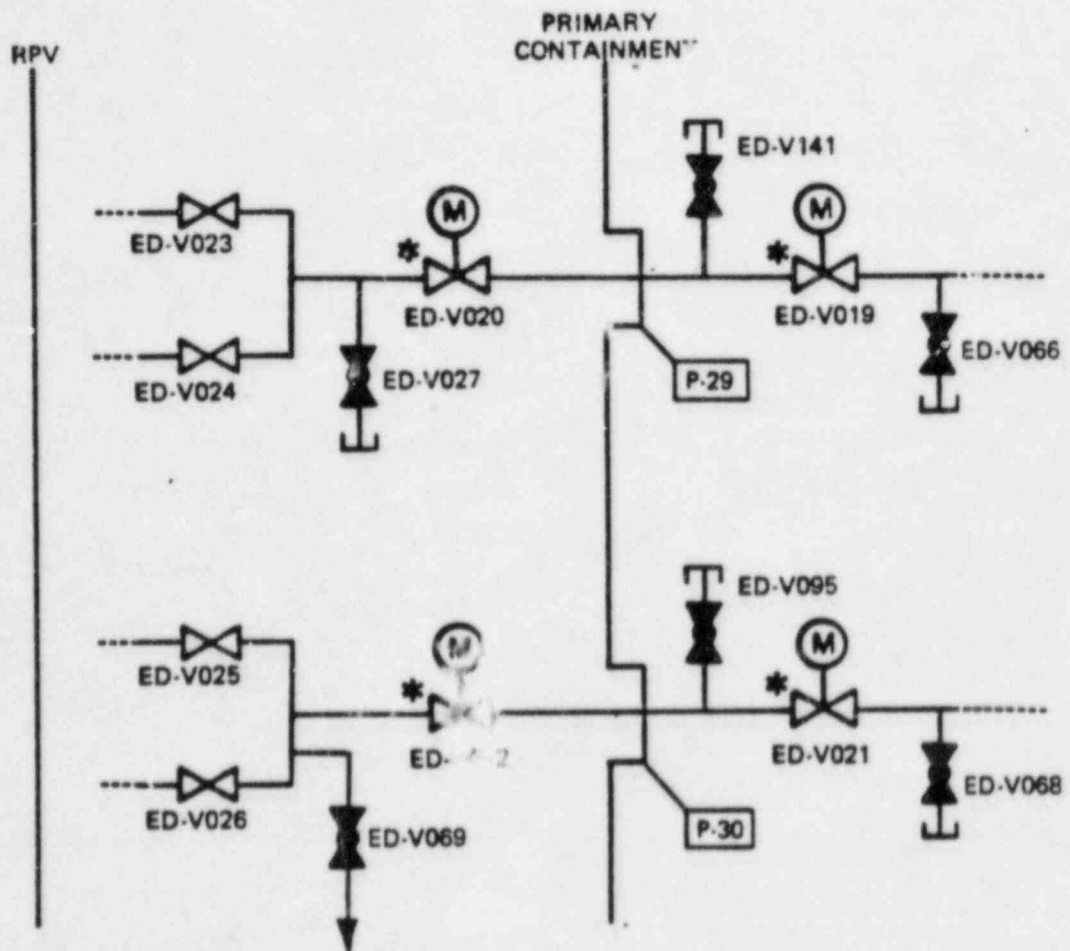 PRIMARY
CONTAINMENT
RPV
ED-V141
M
M
ED-V023
*
*
ED-V020
ED-V019
ED-V066
ED-V024
ED-V027
P-29
ED-V095
M
M
ED-V025
*
*
ED-
ED-V021
ED-V068
ED-V026
ED-V069
P-30